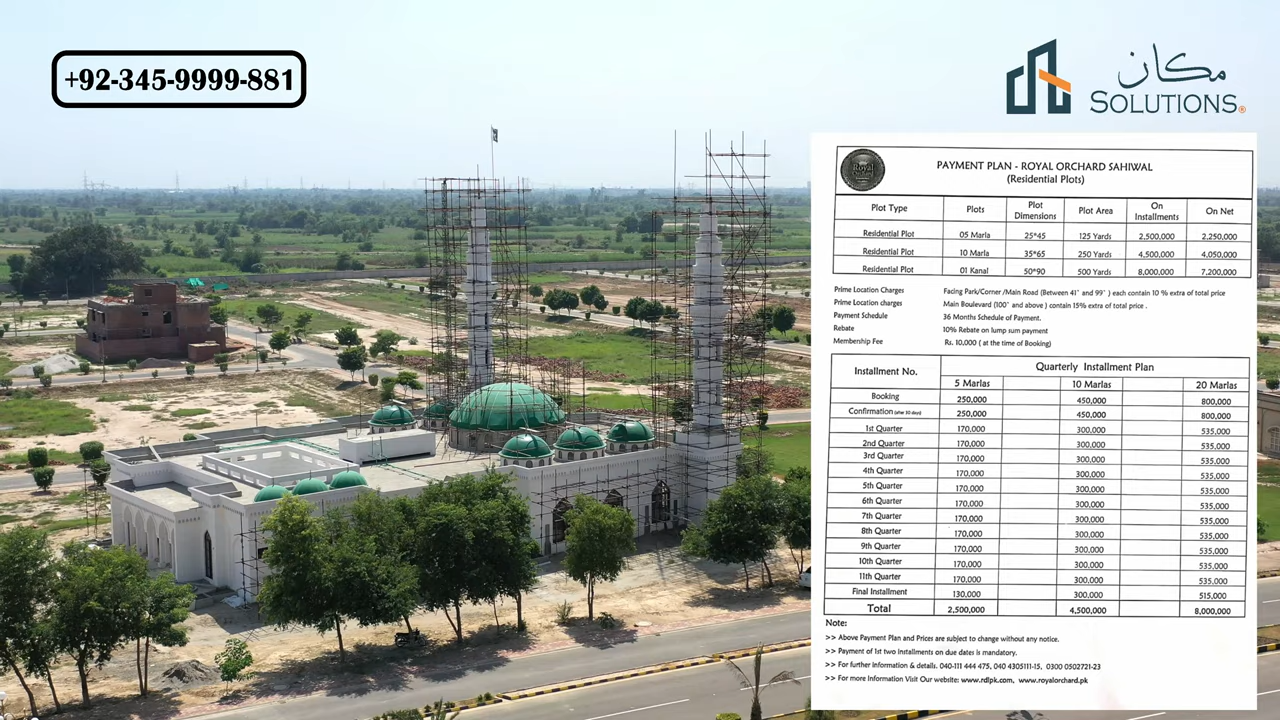 +92-345-9999-881
مکان
SOLUTIONS®
Royal
Orchard
PAYMENT PLAN - ROYAL ORCHARD SAHIWAL
(Residential Plots)
Plot Type Plots Plot Dimensions Plot Area On Installments On Net
Residential Plot 05 Marla 25*45 125 Yards 2,500,000 2,250,000
Residential Plot 10 Marla 35*65 250 Yards 4,500,000 4,050,000
Residential Plot 01 Kanal 50*90 500 Yards 8,000,000 7,200,000
Prime Location Charges Facing Park/Corner /Main Road (Between 41" and 99" ) each contain 10 % extra of total price
Prime Location charges Main Boulevard (100" and above ) contain 15% extra of total price .
Payment Schedule 36 Months Schedule of Payment.
Rebate 10% Rebate on lump sum payment
Membership Fee Rs. 10,000 ( at the time of Booking)
Installment No. Quarterly Installment Plan
5 Marlas 10 Marlas 20 Marlas
Booking 250,000 450,000 800,000
Confirmation (after 30 days) 250,000 450,000 800,000
1st Quarter 170,000 300,000 535,000
2nd Quarter 170,000 300,000 535,000
3rd Quarter 170,000 300,000 535,000
4th Quarter 170,000 300,000 535,000
5th Quarter 170,000 300,000 535,000
6th Quarter 170,000 300,000 535,000
7th Quarter 170,000 300,000 535,000
8th Quarter 170,000 300,000 535,000
9th Quarter 170,000 300,000 535,000
10th Quarter 170,000 300,000 535,000
11th Quarter 170,000 300,000 535,000
Final Installment 130,000 300,000 515,000
Total 2,500,000 4,500,000 8,000,000
Note:
>> Above Payment Plan and Prices are subject to change without any notice.
>> Payment of 1st two Installments on due dates is mandatory.
>> For further Information & details. 040-111 444 475, 040 4305111-15, 0300 0502721-23
>> For more Information Visit Our website: www.rdlpk.com, www.royalorchard.pk